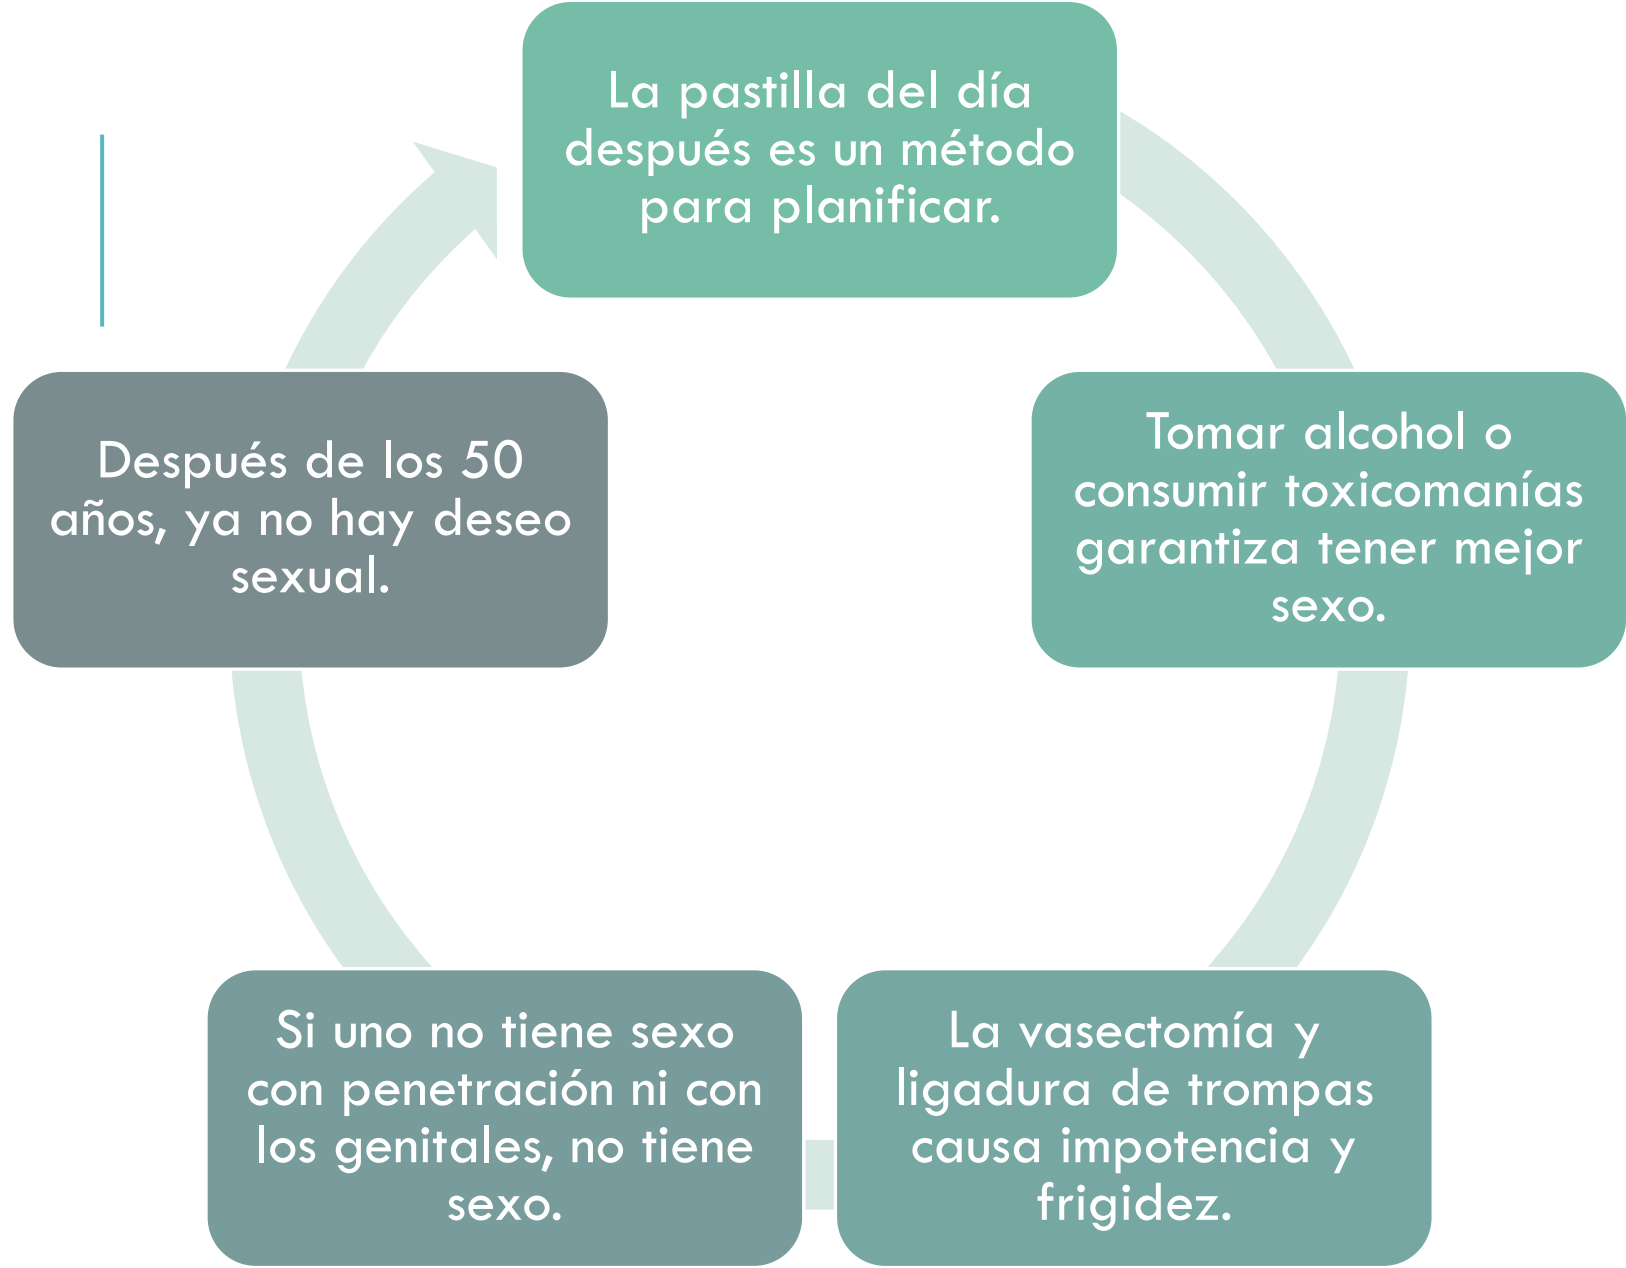 La pastilla del día
después es un método
para planificar.
Tomar alcohol o
consumir toxicomanías
garantiza tener mejor
sexo.
La vasectomía y
ligadura de trompas
causa impotencia y
frigidez.
Si uno no tiene sexo
con penetración ni con
los genitales, no tiene
sexo.
Después de los 50
años, ya no hay deseo
sexual.